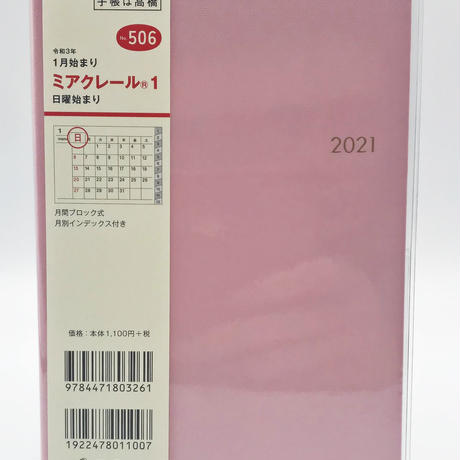 手帳は高橋
No. 506
令和3年
1月始まり
ミアクレール®1
日曜始まり
2021
1
日
月間ブロック式
月別インデックス付き
価格:本体1,100円+税
9784471803261
1922478011007